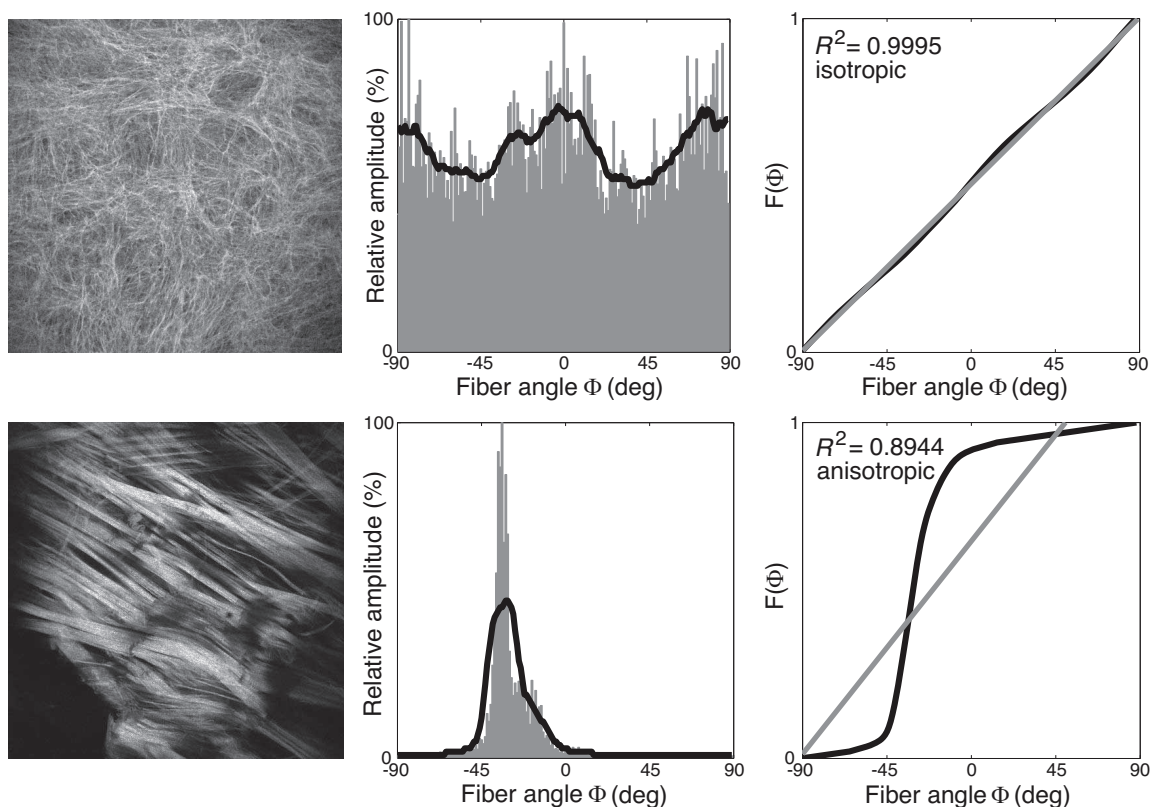 100
Relative amplitude (%)
0
-90 -45 0 45 90
Fiber angle Φ (deg)
1
R² = 0.9995
isotropic
F(Φ)
0
-90 -45 0 45 90
Fiber angle Φ (deg)
100
Relative amplitude (%)
0
-90 -45 0 45 90
Fiber angle Φ (deg)
1
R² = 0.8944
anisotropic
F(Φ)
0
-90 -45 0 45 90
Fiber angle Φ (deg)